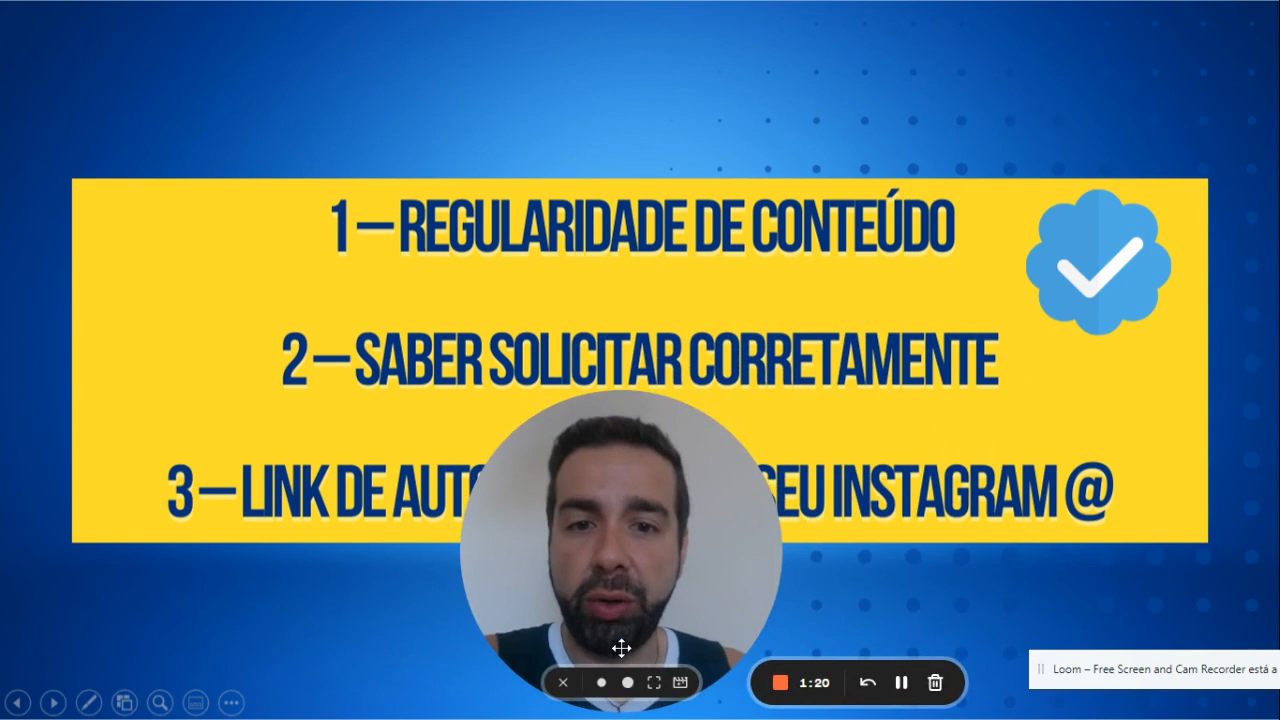 1 – REGULARIDADE DE CONTEÚDO
2 – SABER SOLICITAR CORRETAMENTE
3 – LINK DE SEU INSTAGRAM @
1:20
Loom – Free Screen and Cam Recorder está a